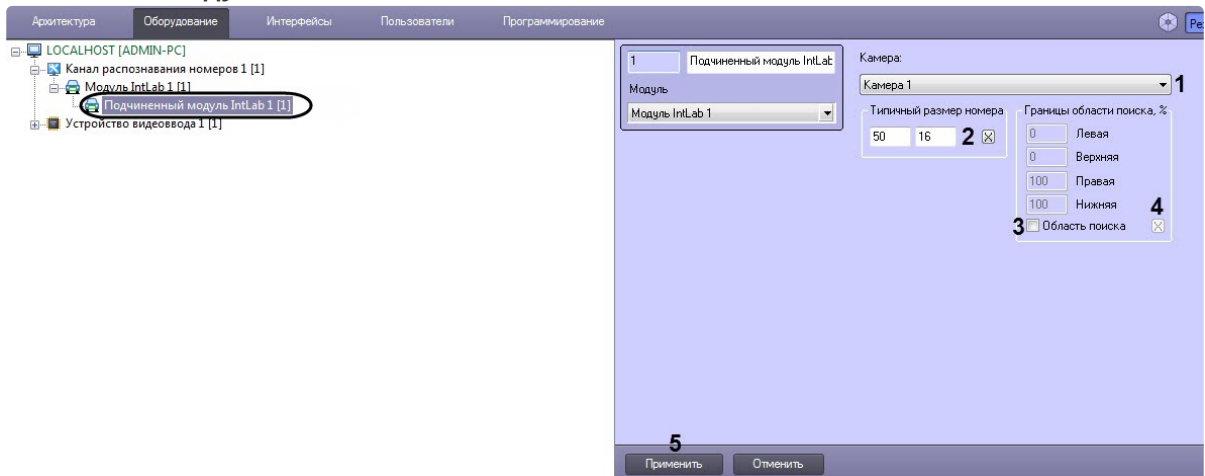 Архитектура Оборудование Интерфейсы Пользователи Программирование Ре
LOCALHOST [ADMIN-PC]
Канал распознавания номеров 1 [1]
Модуль IntLab 1 [1]
Подчиненный модуль IntLab 1 [1]
Устройство видеоввода 1 [1]
1 Подчиненный модуль IntLab
Модуль
Модуль IntLab 1
Камера:
Камера 1 1
Типичный размер номера
50 16 2
Границы области поиска, %
0 Левая
0 Верхняя
100 Правая
100 Нижняя 4
3 Область поиска
5
Применить Отменить